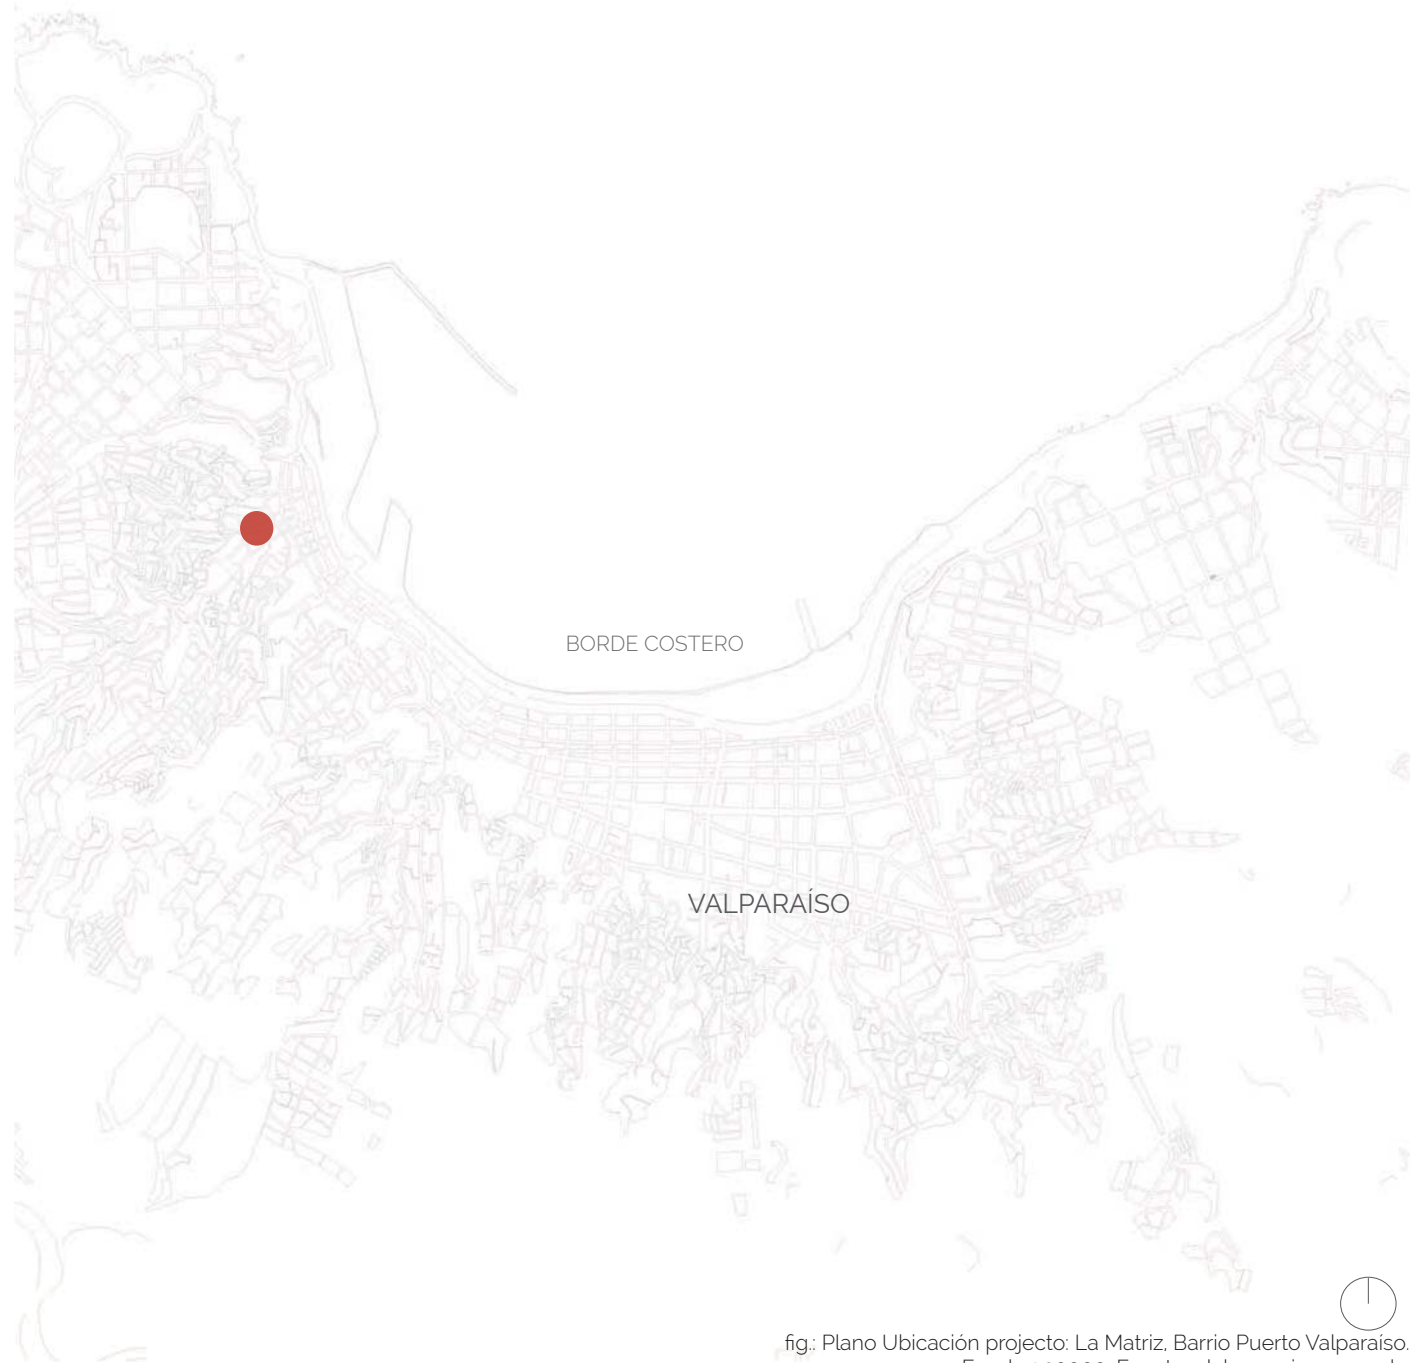 BORDE COSTERO
VALPARAÍSO
fig.: Plano Ubicación projecto: La Matriz, Barrio Puerto Valparaíso.